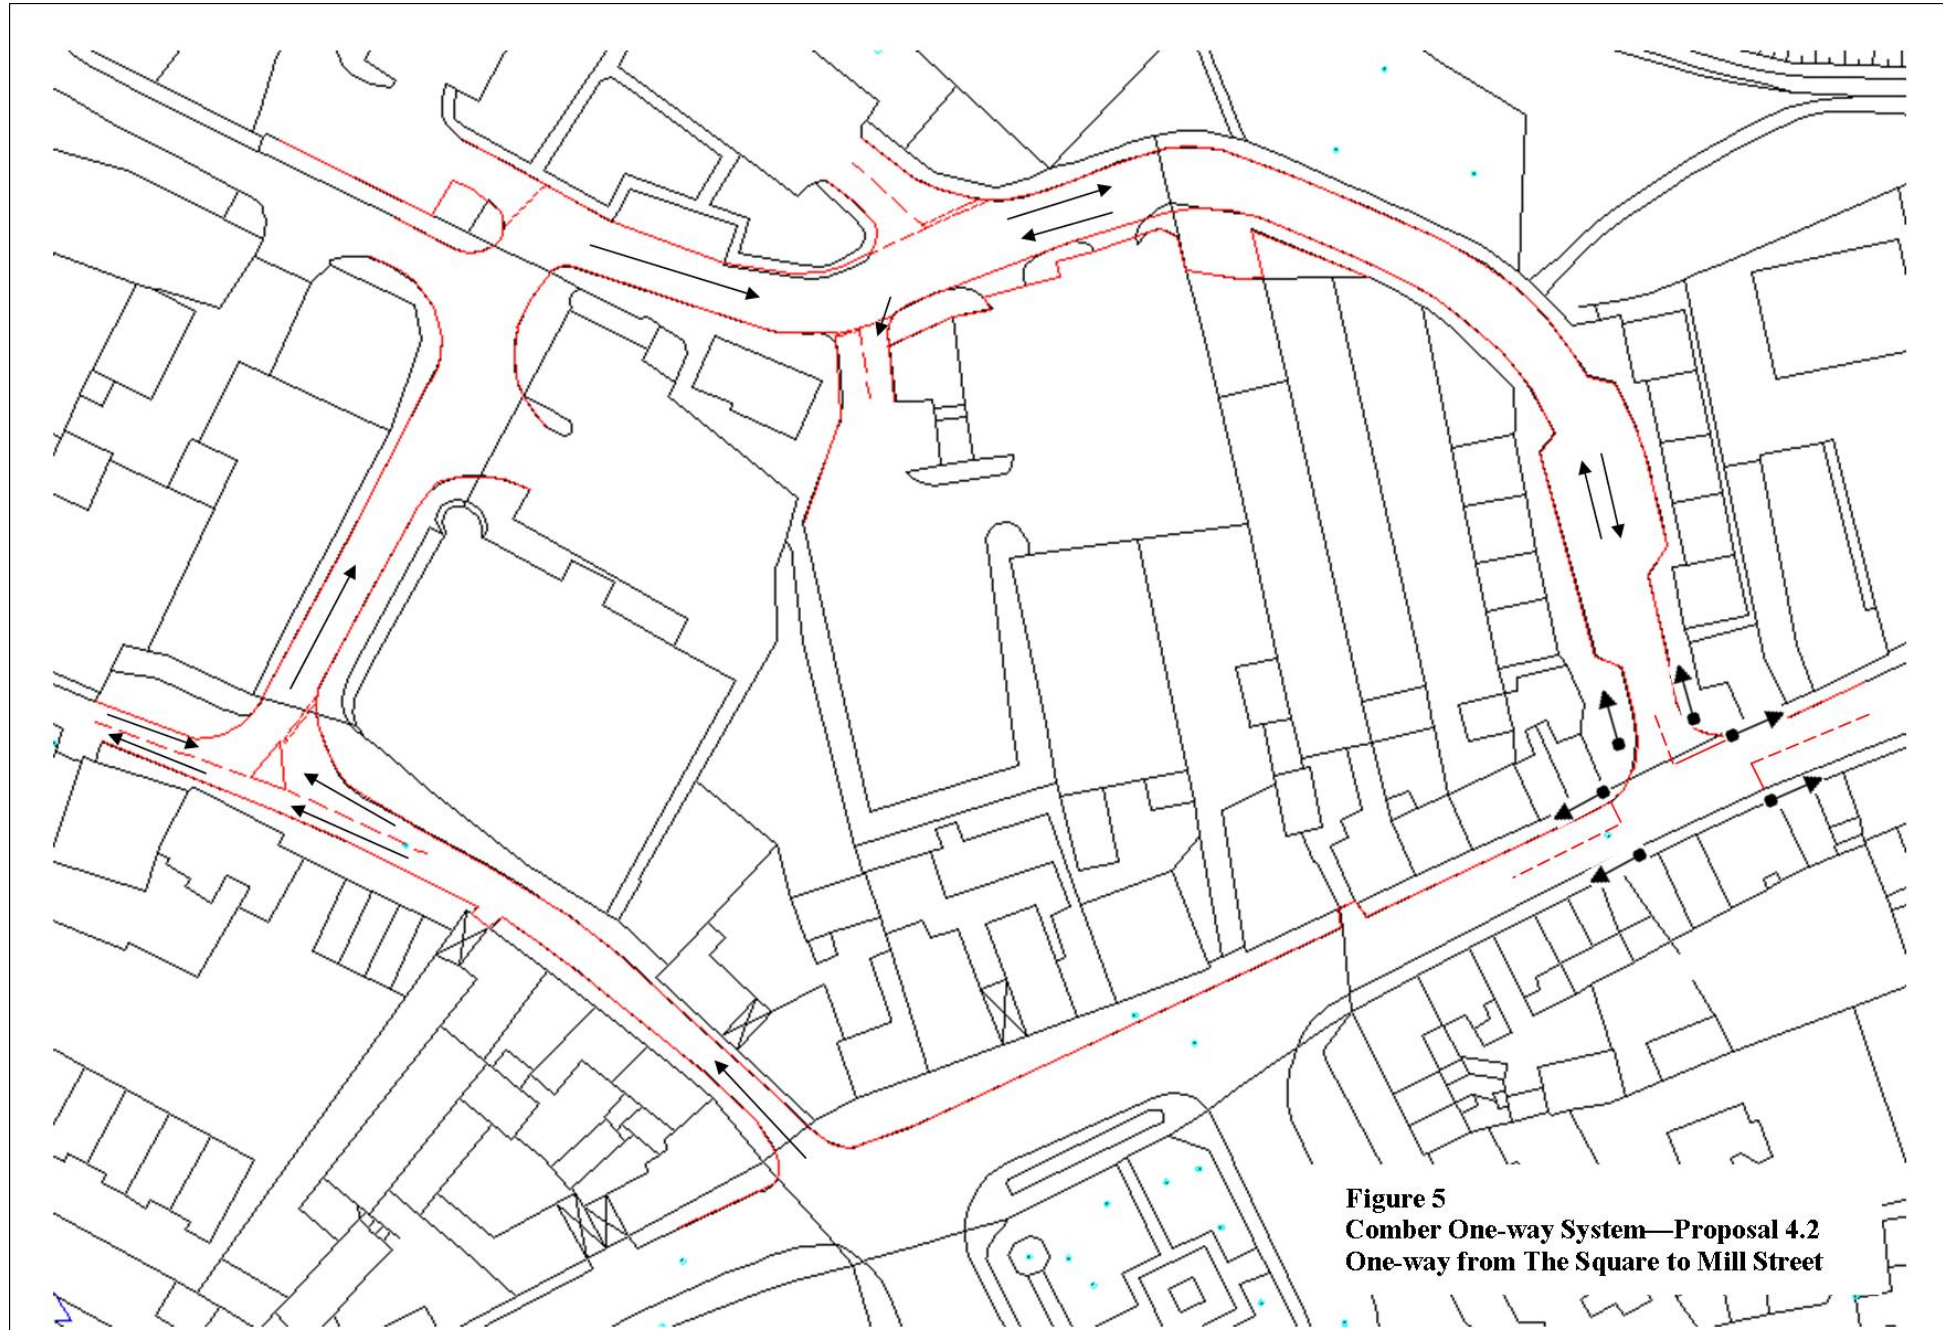 Figure 5
Comber One-way System—Proposal 4.2
One-way from The Square to Mill Street